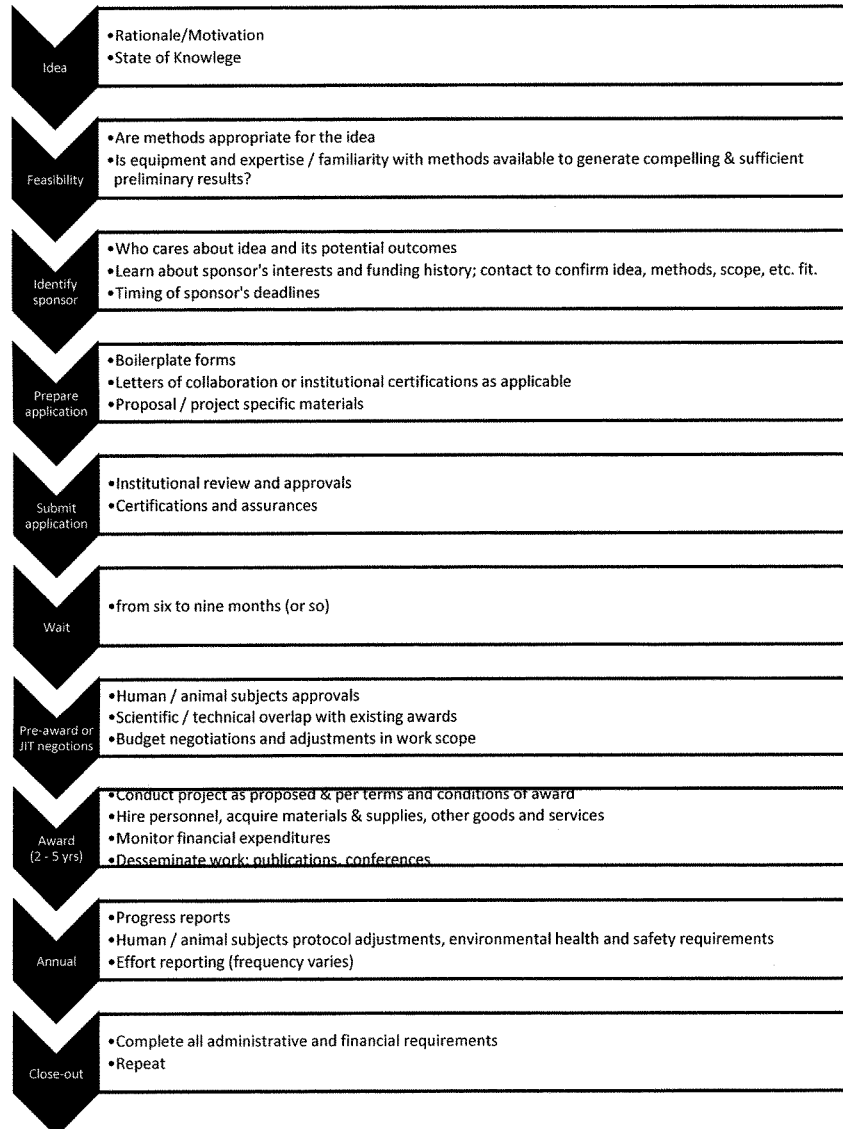 Idea
•Rationale/Motivation
•State of Knowlege
Feasibility
•Are methods appropriate for the idea
•Is equipment and expertise / familiarity with methods available to generate compelling & sufficient
preliminary results?
Identify
sponsor
•Who cares about idea and its potential outcomes
•Learn about sponsor's interests and funding history; contact to confirm idea, methods, scope, etc. fit.
•Timing of sponsor's deadlines
Prepare
application
•Boilerplate forms
•Letters of collaboration or institutional certifications as applicable
•Proposal / project specific materials
Submit
application
•Institutional review and approvals
•Certifications and assurances
Wait
•from six to nine months (or so)
Pre-award or
JIT negotions
•Human / animal subjects approvals
•Scientific / technical overlap with existing awards
•Budget negotiations and adjustments in work scope
Award
(2 - 5 yrs)
•Conduct project as proposed & per terms and conditions of award
•Hire personnel, acquire materials & supplies, other goods and services
•Monitor financial expenditures
•Desseminate work: publications, conferences
Annual
•Progress reports
•Human / animal subjects protocol adjustments, environmental health and safety requirements
•Effort reporting (frequency varies)
Close-out
•Complete all administrative and financial requirements
•Repeat